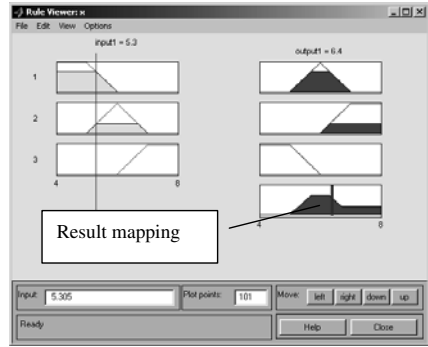 Rule Viewer: x
File Edit View Options
input1 = 5.3
output1 = 6.4
1
2
3
4 8
4 8
Result mapping
Input: 5.305 Plot points: 101 Move: left right down up
Ready Help Close